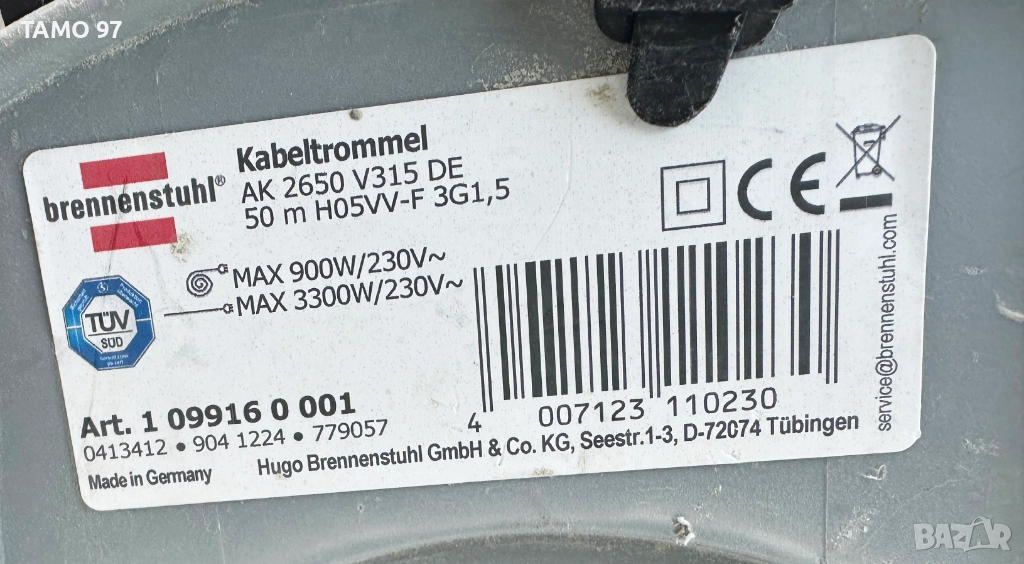 TAMO 97
brennenstuhl®
Kabeltrommel
AK 2650 V315 DE
50 m H05VV-F 3G1,5
MAX 900W/230V~
MAX 3300W/230V~
TÜV
SÜD
CE
Art. 1 09916 0 001
0413412 • 904 1224 • 779057
Made in Germany
Hugo Brennenstuhl GmbH & Co. KG, Seestr.1-3, D-72074 Tübingen
4 007123 110230
service@brennenstuhl.com
BAZAR